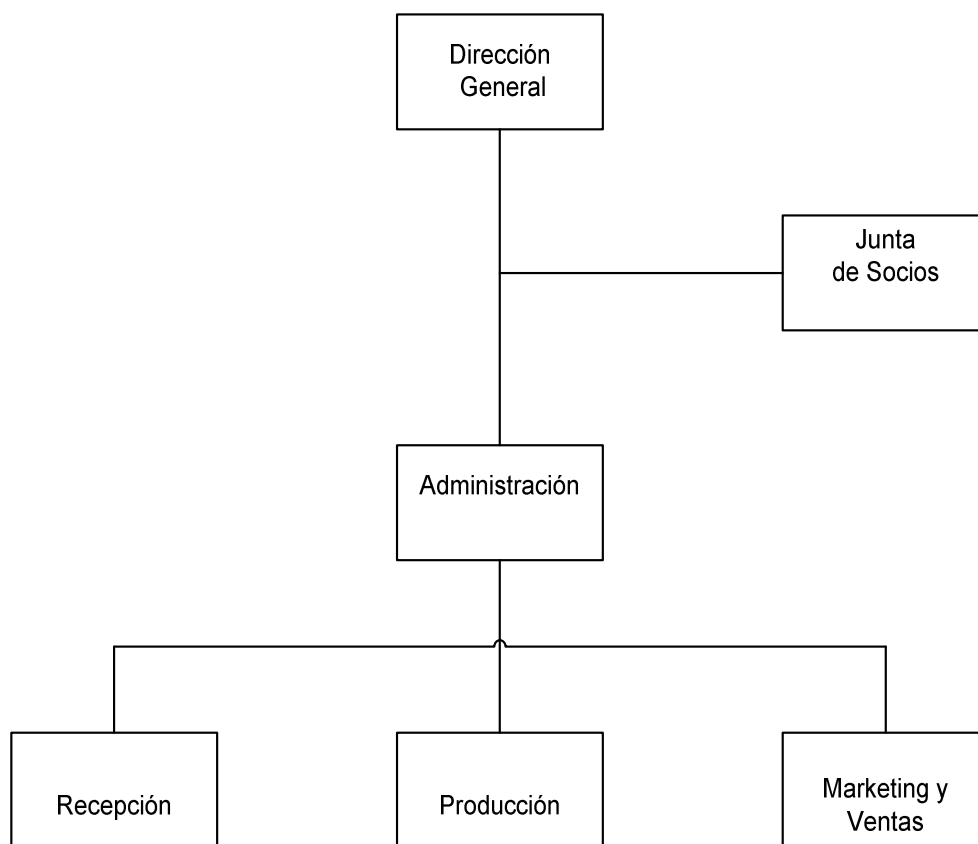 Dirección
General
Junta
de Socios
Administración
Recepción
Producción
Marketing y
Ventas